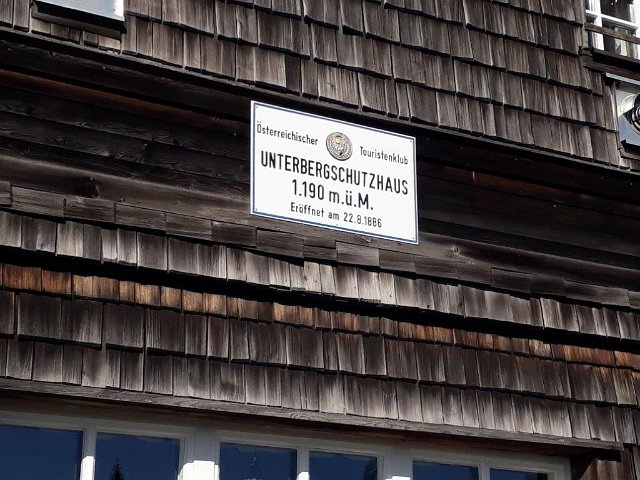 Österreichischer Touristenklub
UNTERBERGSCHUTZHAUS
1.190 m.ü.M.
Eröffnet am 22.8.1886